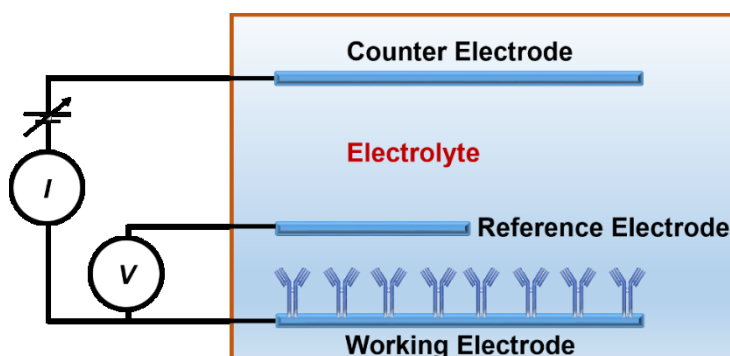 Counter Electrode
Electrolyte
I
Reference Electrode
V
Working Electrode